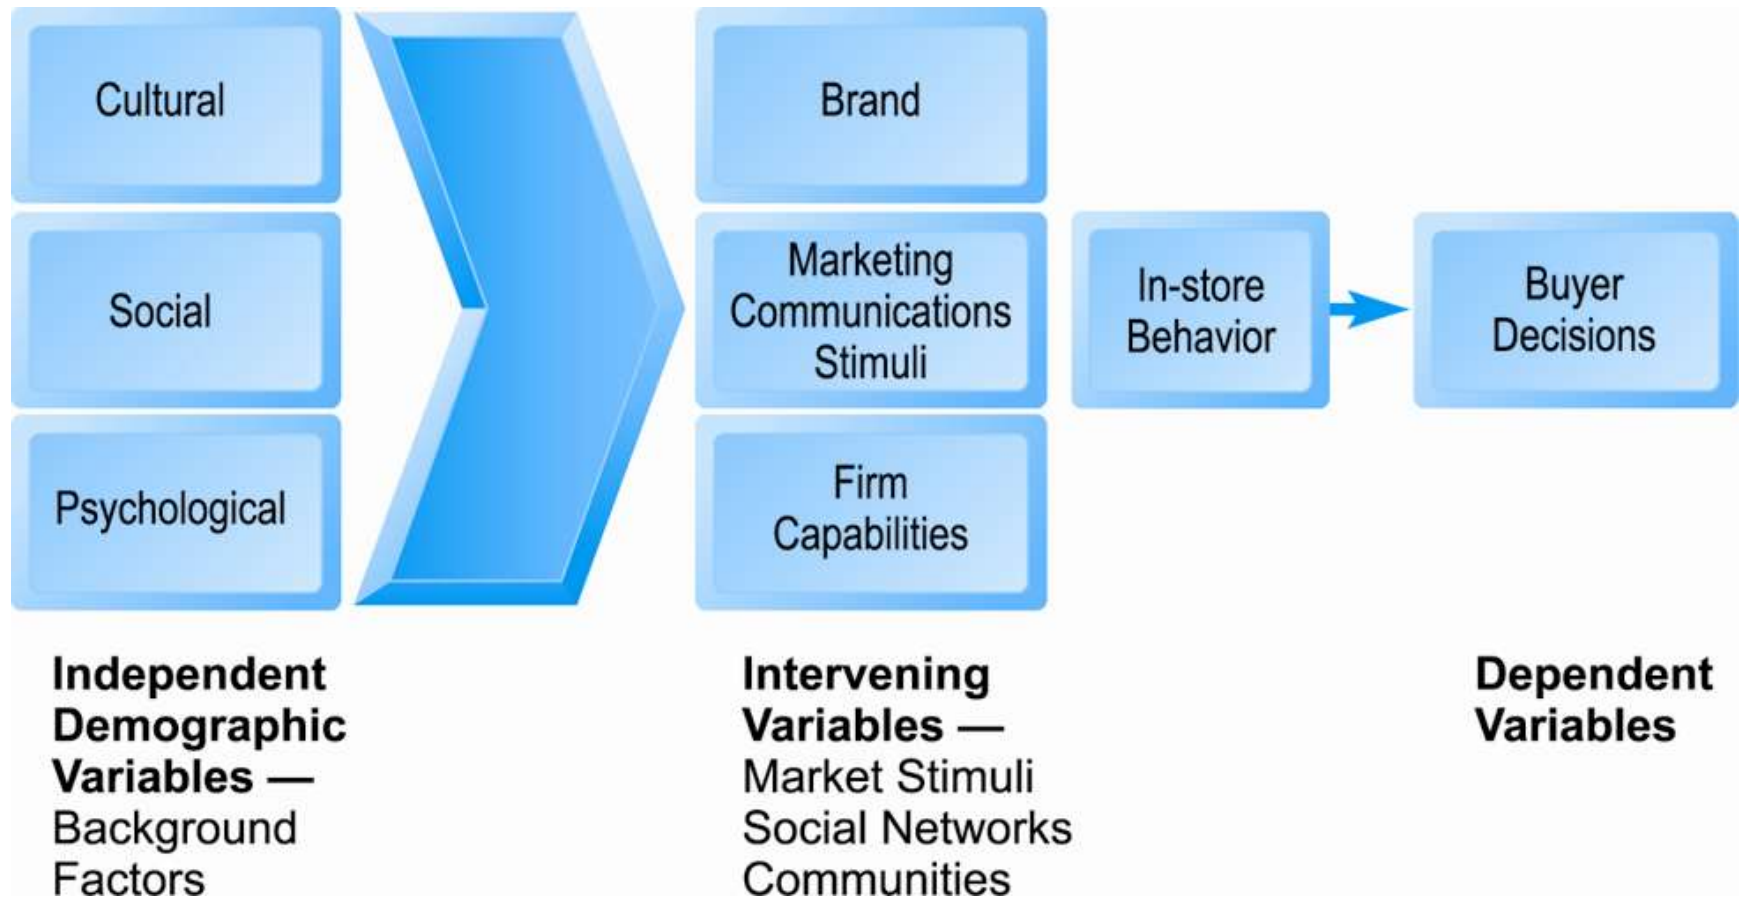 Cultural
Social
Psychological
Brand
Marketing
Communications
Stimuli
Firm
Capabilities
In-store
Behavior
Buyer
Decisions
Independent
Demographic
Variables —
Background
Factors
Intervening
Variables —
Market Stimuli
Social Networks
Communities
Dependent
Variables